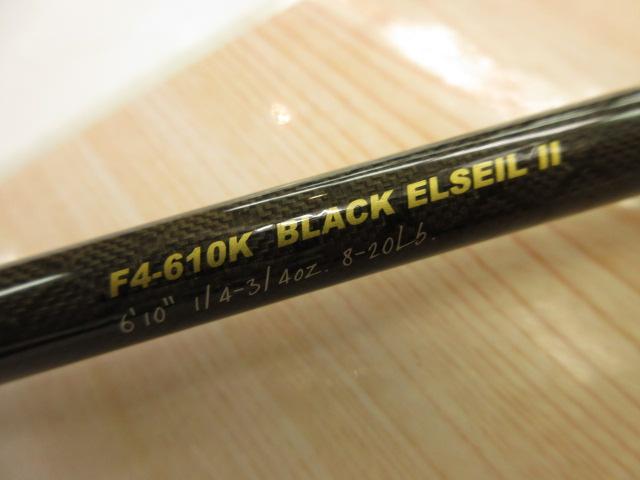 F4-610K BLACK ELSEIL II
6'10" 1/4-3/4oz. 8-20Lb.